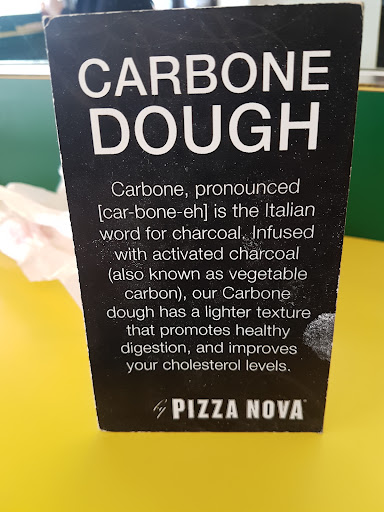 CARBONE
DOUGH
Carbone, pronounced
[car-bone-eh] is the Italian
word for charcoal. Infused
with activated charcoal
(also known as vegetable
carbon), our Carbone
dough has a lighter texture
that promotes healthy
digestion, and improves
your cholesterol levels.
by PIZZA NOVA